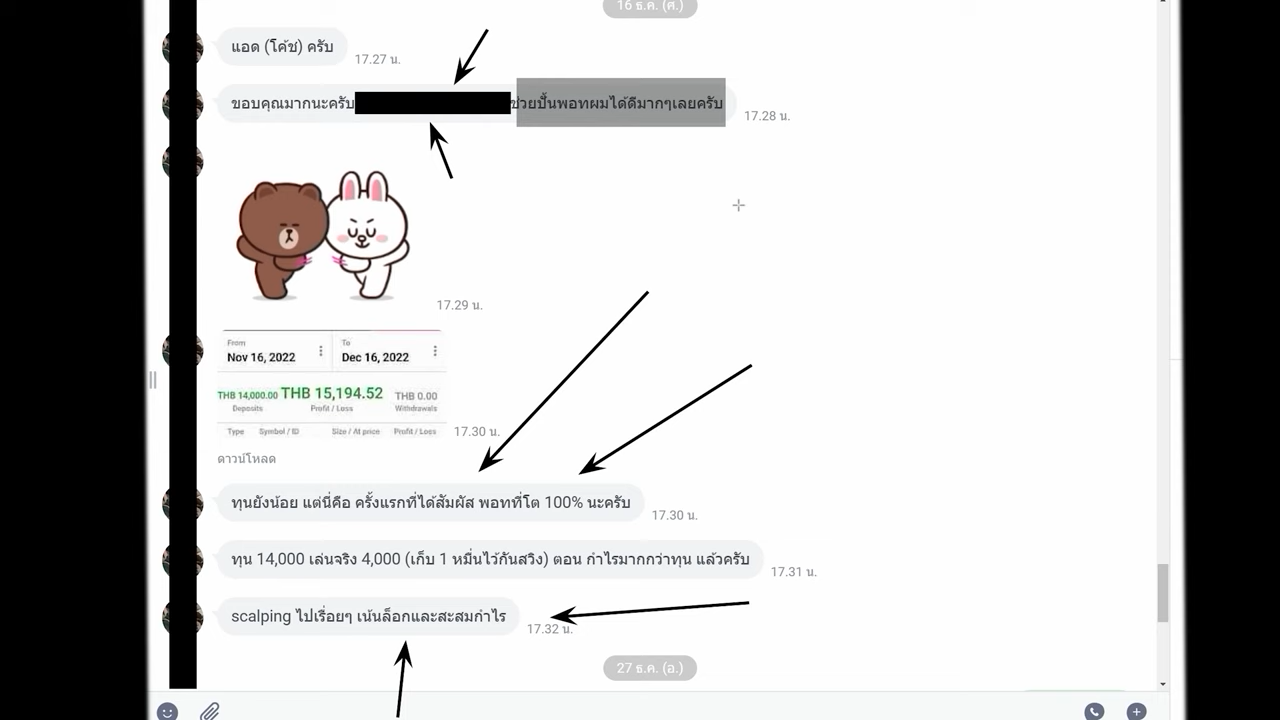 16 ธ.ค. (ศ.)
แอด (โค้ช) ครับ
17.27 น.
ขอบคุณมากนะครับ ช่วยปั้นพอทผมได้ดีมากๆเลยครับ
17.28 น.
17.29 น.
From To
Nov 16, 2022 Dec 16, 2022
THB 14,000.00 THB 15,194.52 THB 0.00
Deposits Profit / Loss Withdrawals
Type Symbol / ID Size / At price Profit / Loss
17.30 น.
ดาวน์โหลด
ทุนยังน้อย แต่นี่คือ ครั้งแรกที่ได้สัมผัส พอทที่โต 100% นะครับ
17.30 น.
ทุน 14,000 เล่นจริง 4,000 (เก็บ 1 หมื่นไว้กันสวิง) ตอน กำไรมากกว่าทุน แล้วครับ
17.31 น.
scalping ไปเรื่อยๆ เน้นล็อกและสะสมกำไร
17.32 น.
27 ธ.ค. (อ.)